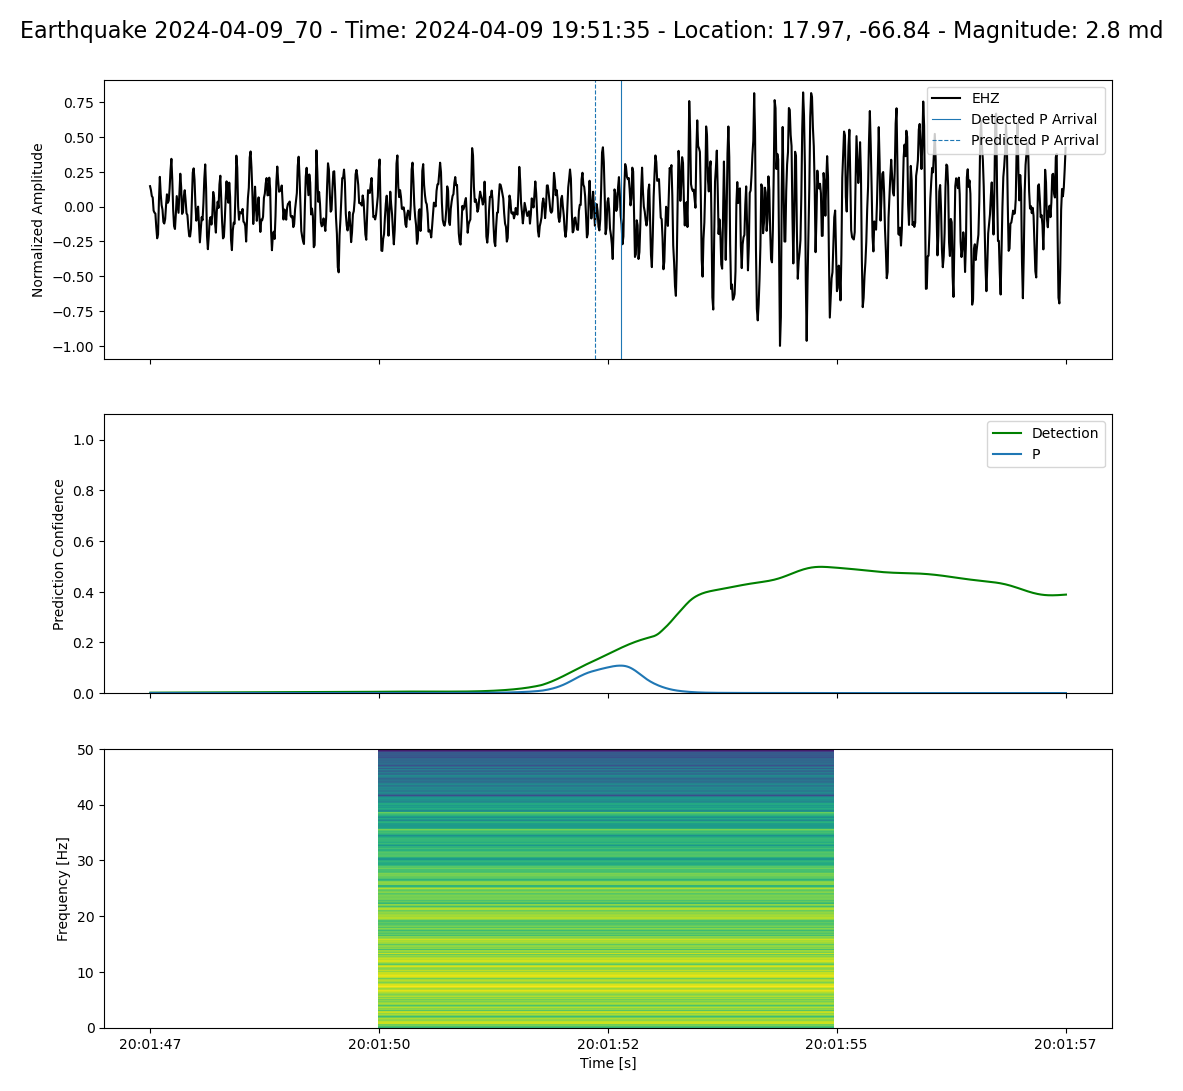 Earthquake 2024-04-09_70 - Time: 2024-04-09 19:51:35 - Location: 17.97, -66.84 - Magnitude: 2.8 md
Normalized Amplitude
0.75
0.50
0.25
0.00
−0.25
−0.50
−0.75
−1.00
EHZ
Detected P Arrival
Predicted P Arrival
Prediction Confidence
1.0
0.8
0.6
0.4
0.2
0.0
Detection
P
Frequency [Hz]
50
40
30
20
10
0
20:01:47 20:01:50 20:01:52 20:01:55 20:01:57
Time [s]